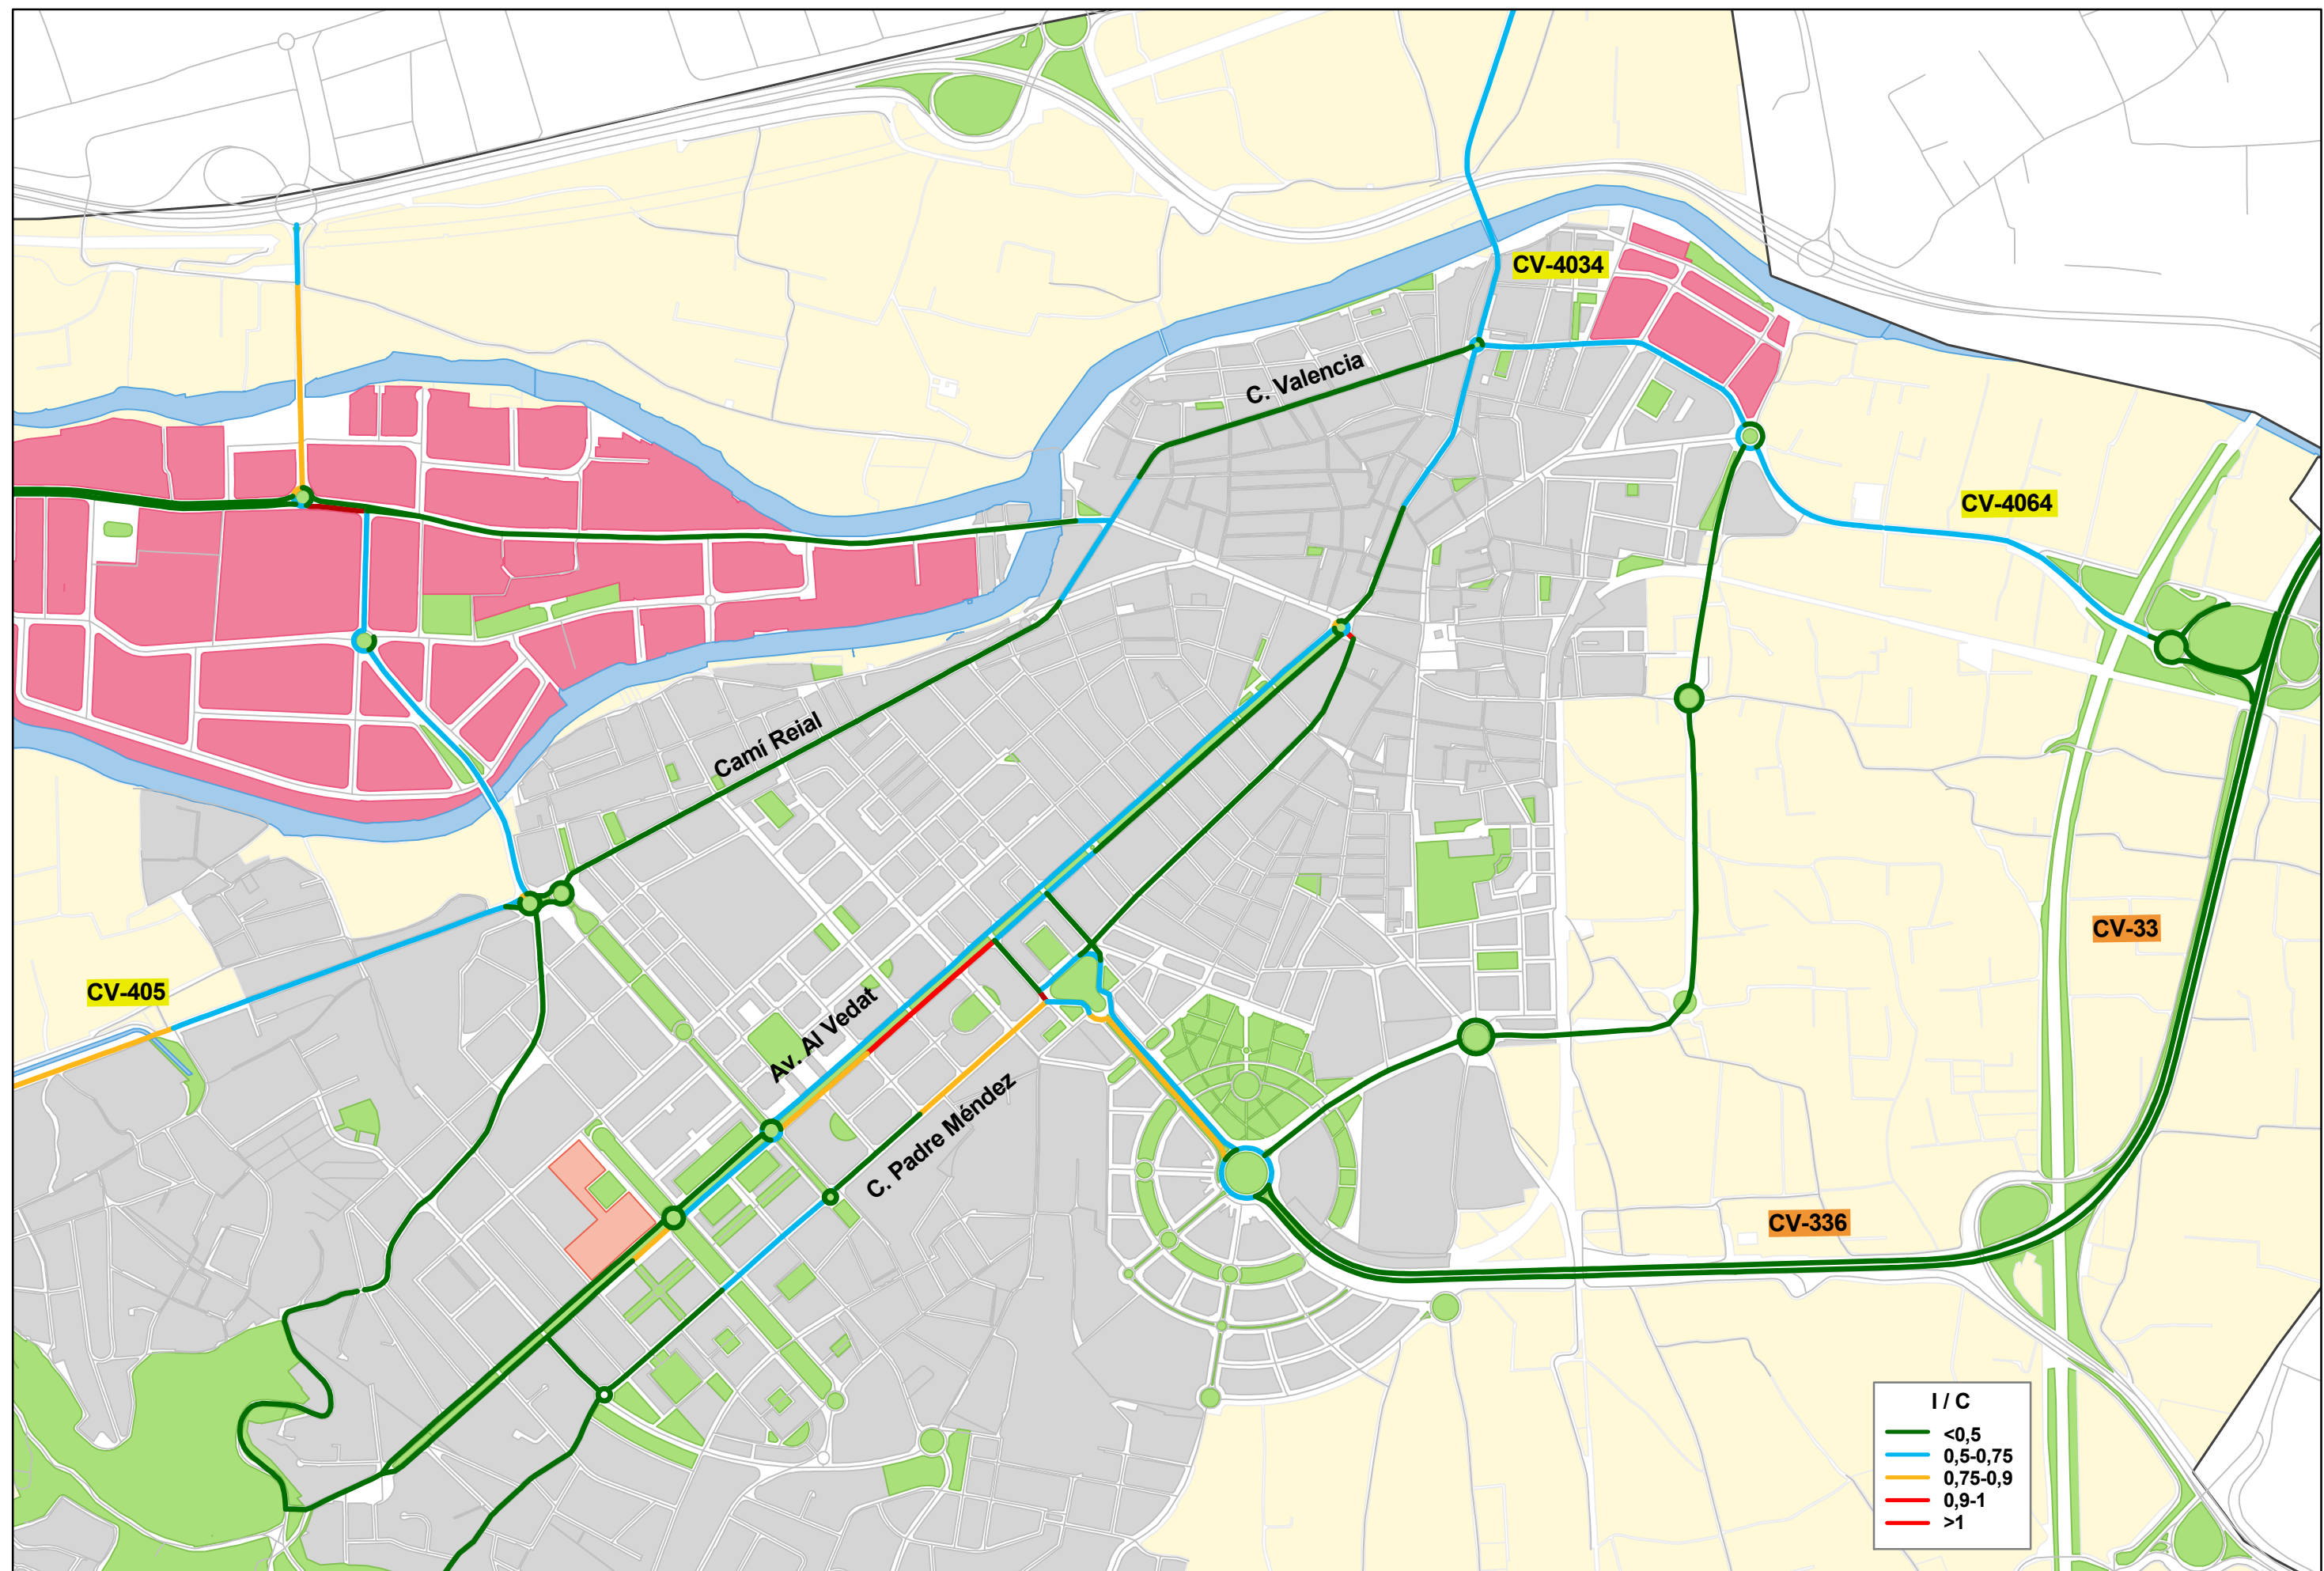 CV-4034
C. Valencia
CV-4064
Camí Reial
CV-33
CV-405
Av. Al Vedat
C. Padre Méndez
CV-336
I / C
<0,5
0,5-0,75
0,75-0,9
0,9-1
>1